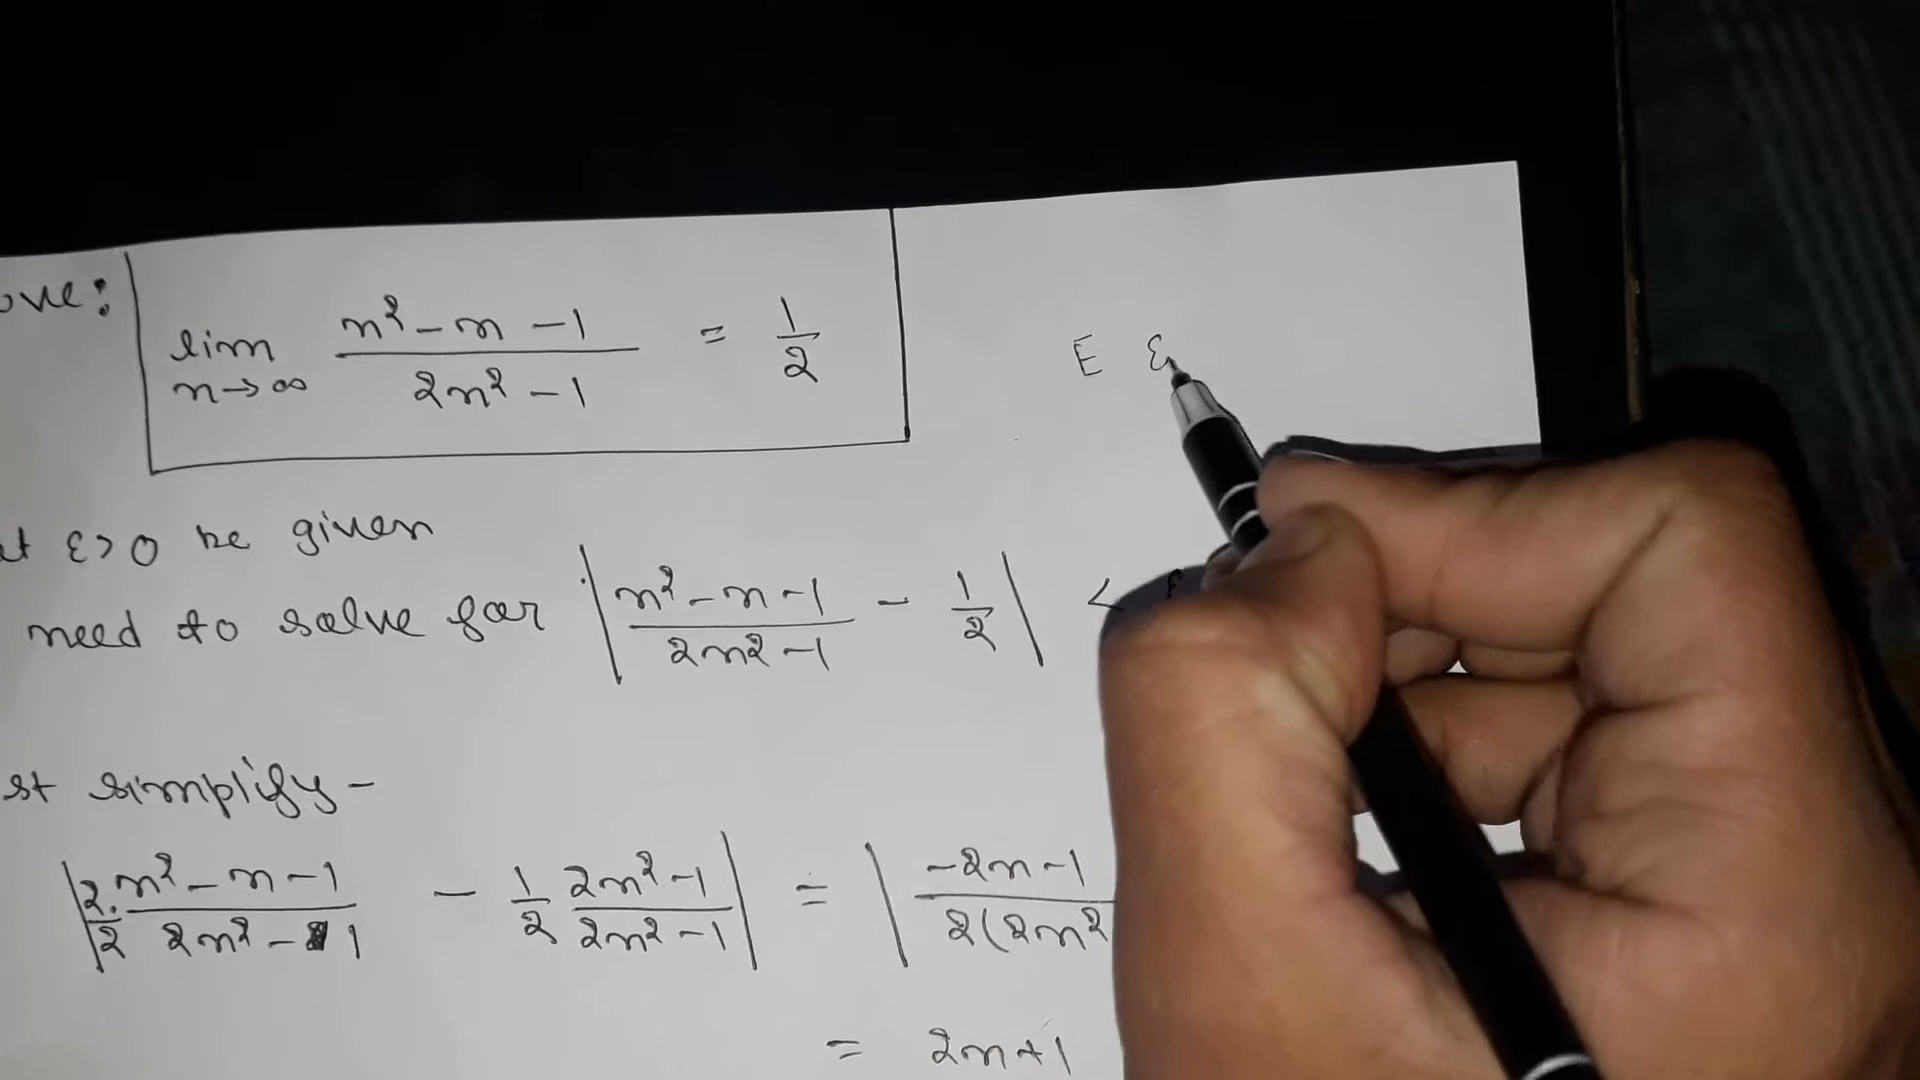 ove:
lim n→∞ (n² - n - 1)/(2n² - 1) = 1/2
E ε
et ε>0 be given
need to solve for |(n² - n - 1)/(2n² - 1) - 1/2| <
st simplify -
|2/2 · (n² - n - 1)/(2n² - 1) - 1/2 (2n² - 1)/(2n² - 1)| = |(-2n - 1)/(2(2n²
= 2n + 1